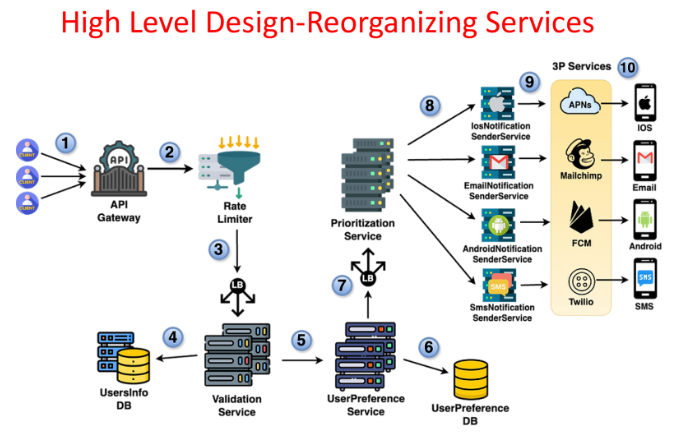 High Level Design-Reorganizing Services
3P Services
10
1
2
8
9
APNs
IosNotification
SenderService
IOS
CLIENT
CLIENT
CLIENT
API
API
Gateway
Rate
Limiter
Prioritization
Service
EmailNotification
SenderService
Mailchimp
Email
AndroidNotification
SenderService
FCM
Android
3
LB
7
LB
SMS
SmsNotification
SenderService
Twilio
SMS
SMS
4
5
6
UsersInfo
DB
Validation
Service
UserPreference
Service
UserPreference
DB